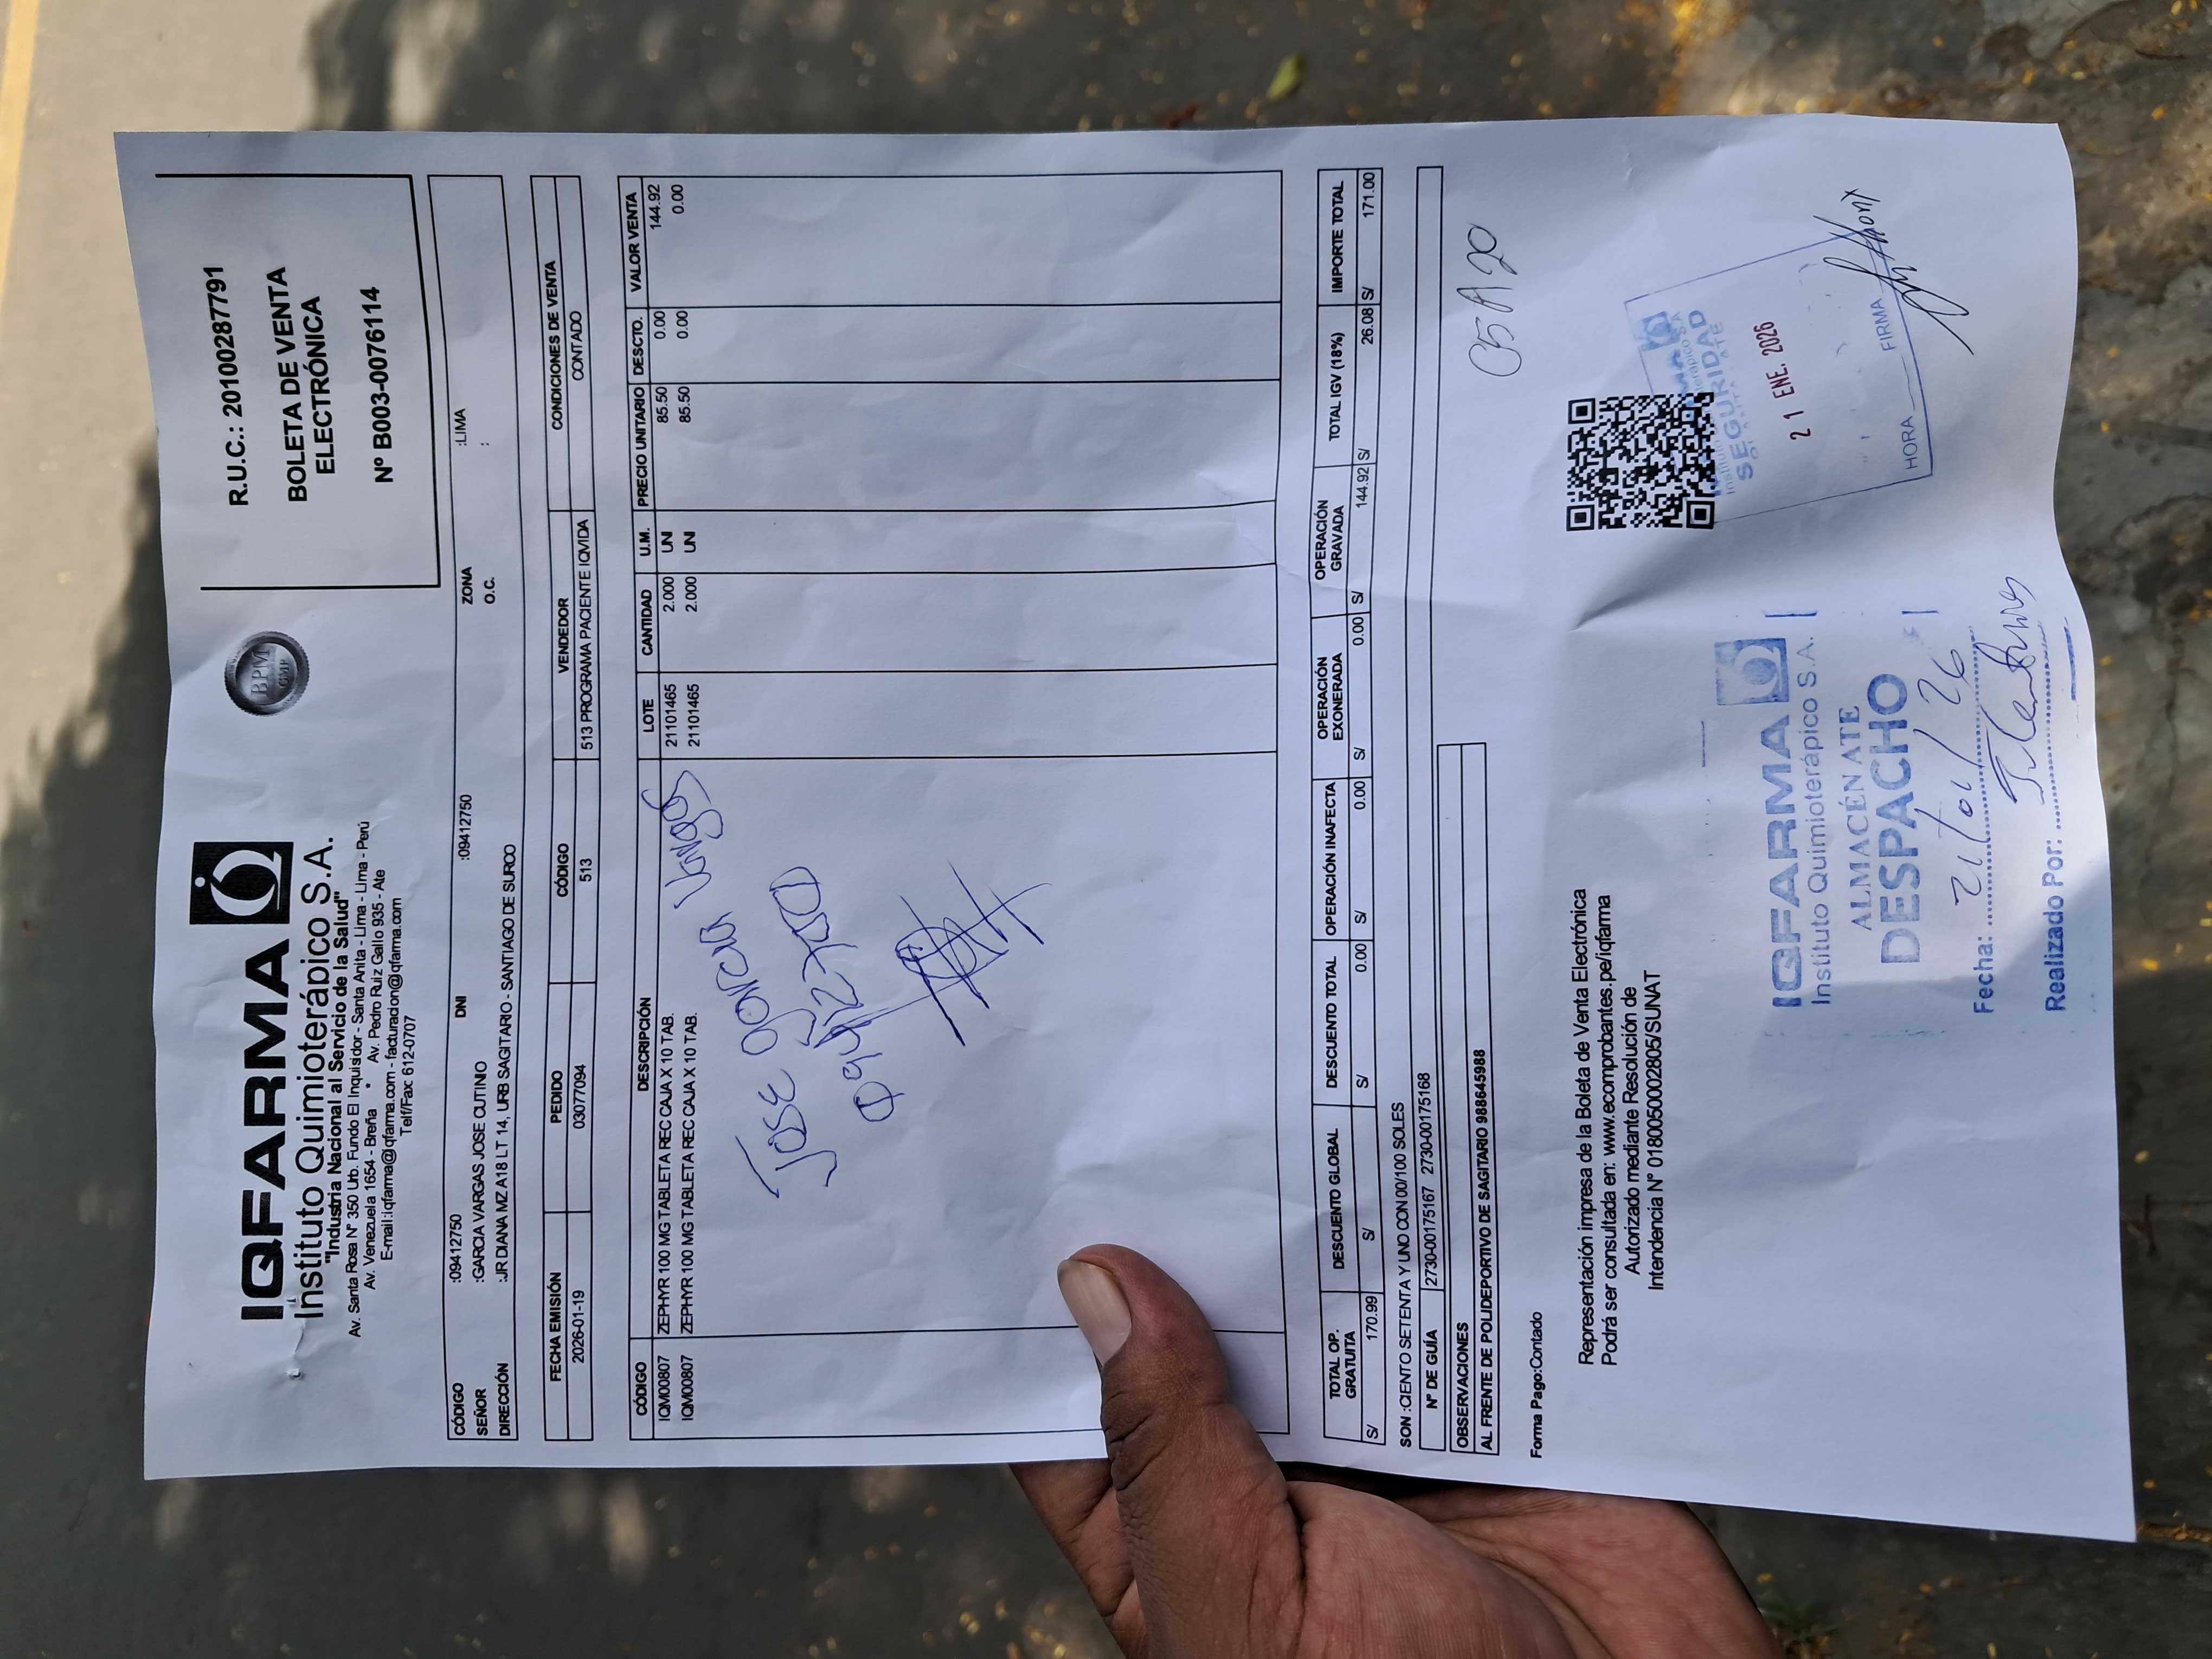 IQFARMA
Instituto Quimioterápico S.A.
"Industria Nacional al Servicio de la Salud"
Av. Santa Rosa Nº 350 Urb. Fundo El Inquisidor - Santa Anita - Lima - Lima - Perú
Av. Venezuela 1654 - Breña * Av. Pedro Ruiz Gallo 935 - Ate
E-mail:iqfarma@iqfarma.com - facturacion@iqfarma.com
Telf/Fax: 612-0707
BPM
GMP
R.U.C.: 20100287791
BOLETA DE VENTA
ELECTRÓNICA
Nº B003-0076114
CÓDIGO :09412750 DNI :09412750 ZONA :LIMA
SEÑOR :GARCIA VARGAS JOSE CUTINIO O.C. :
DIRECCIÓN :JR DIANA MZ A18 LT 14, URB SAGITARIO - SANTIAGO DE SURCO
FECHA EMISIÓN PEDIDO CÓDIGO VENDEDOR CONDICIONES DE VENTA
2026-01-19 03077094 513 513 PROGRAMA PACIENTE IQVIDA CONTADO
CÓDIGO DESCRIPCIÓN LOTE CANTIDAD U.M. PRECIO UNITARIO DESCTO. VALOR VENTA
IQM00807 ZEPHYR 100 MG TABLETA REC CAJA X 10 TAB. 21101465 2.000 UN 85.50 0.00 144.92
IQM00807 ZEPHYR 100 MG TABLETA REC CAJA X 10 TAB. 21101465 2.000 UN 85.50 0.00 0.00
JOSE Vargas
TOTAL OP. GRATUITA DESCUENTO GLOBAL DESCUENTO TOTAL OPERACIÓN INAFECTA OPERACIÓN EXONERADA OPERACIÓN GRAVADA TOTAL IGV (18%) IMPORTE TOTAL
S/ 170.99 S/ S/ 0.00 S/ 0.00 S/ 0.00 S/ 144.92 S/ 26.08 S/ 171.00
SON :CIENTO SETENTA Y UNO CON 00/100 SOLES
Nº DE GUÍA 2730-00175167 2730-00175168
OBSERVACIONES
AL FRENTE DE POLIDEPORTIVO DE SAGITARIO 988645988
Forma Pago:Contado
Representación impresa de la Boleta de Venta Electrónica
Podrá ser consultada en: www.ecomprobantes.pe/iqfarma
Autorizado mediante Resolución de
Intendencia Nº 0180050002805/SUNAT
IQFARMA
Instituto Quimioterápico S.A.
ALMACÉN ATE
DESPACHO
Fecha: 21/01/26
Realizado Por:
SEGURIDAD
21 ENE. 2026
HORA FIRMA